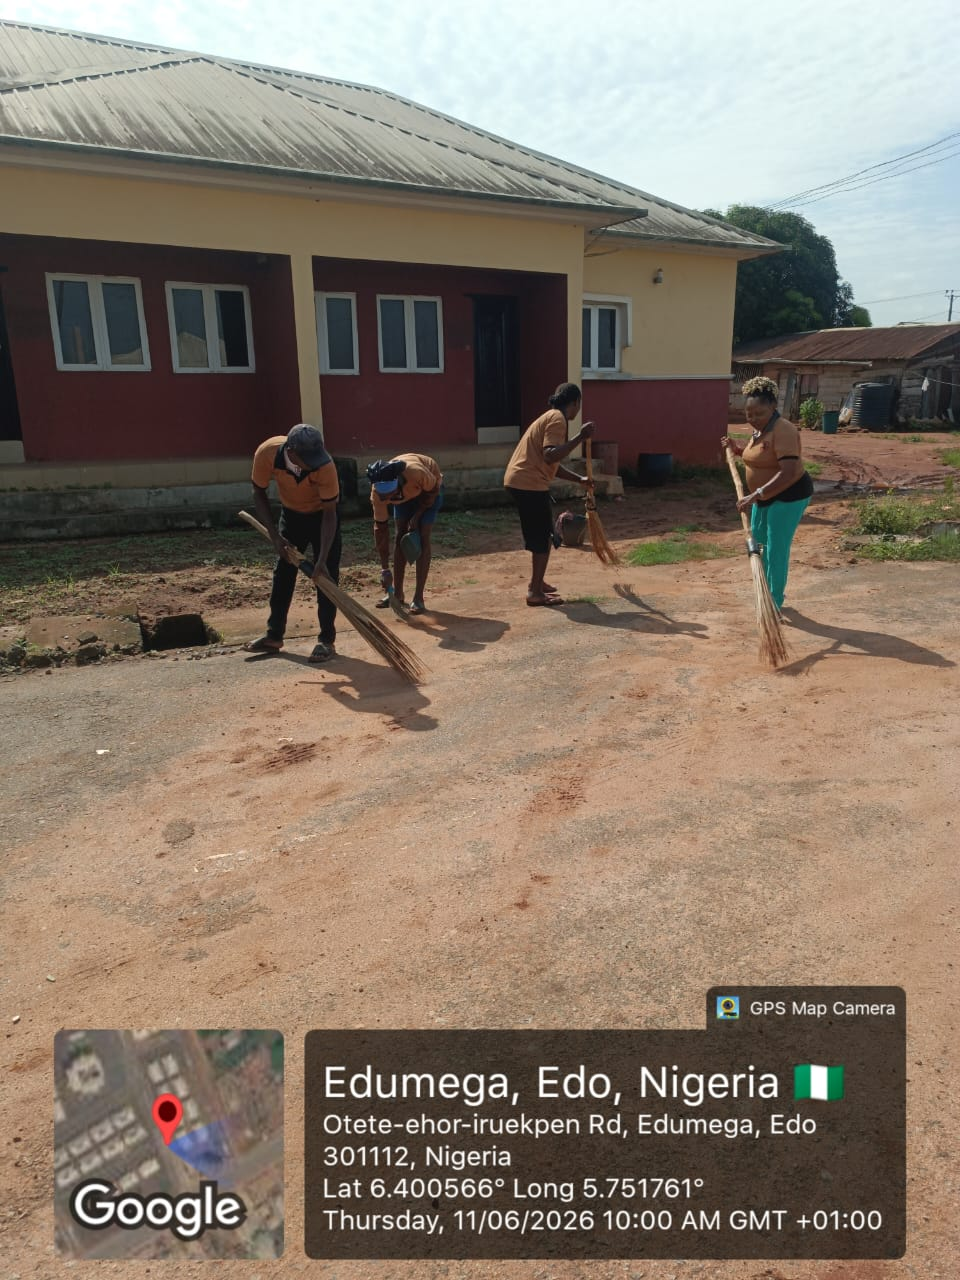 GPS Map Camera
Edumega, Edo, Nigeria 🇳🇬
Otete-ehor-iruekpen Rd, Edumega, Edo
301112, Nigeria
Lat 6.400566° Long 5.751761°
Thursday, 11/06/2026 10:00 AM GMT +01:00
Google